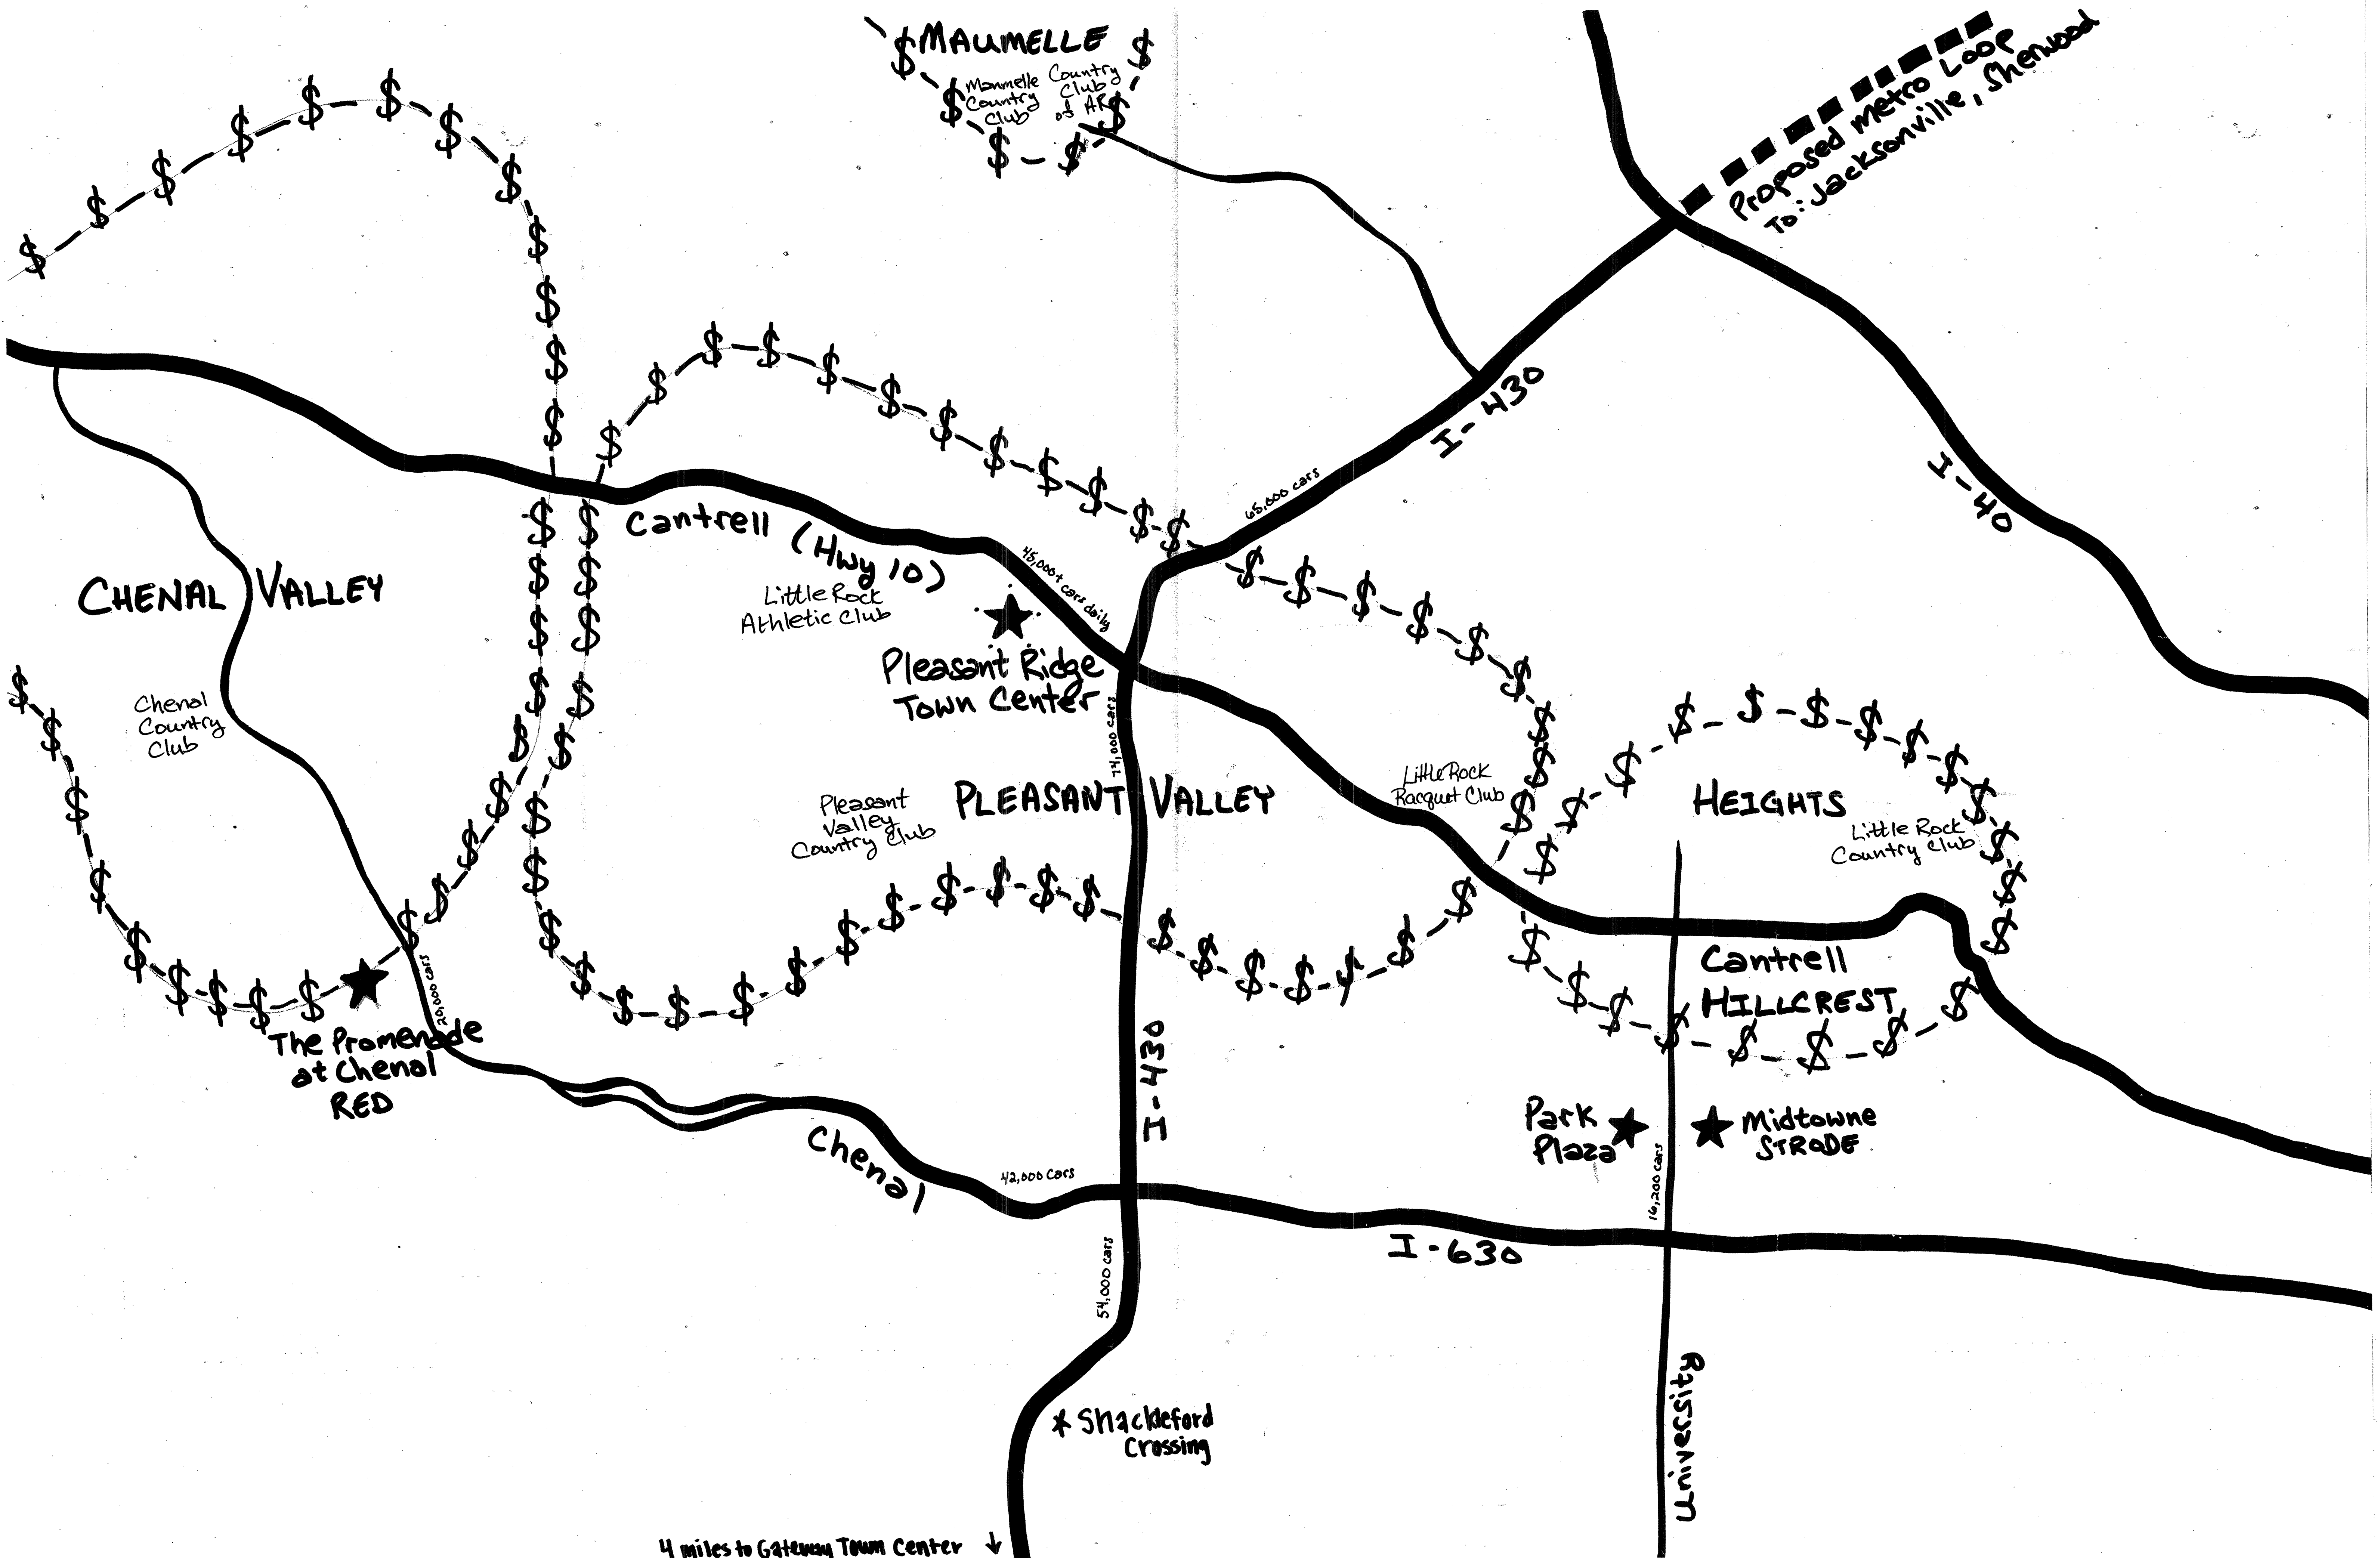 MAUMELLE
Maumelle
Country
Club
Country
Club
of AR
Proposed Metro Loop
To: Jacksonville, Sherwood
I-430
I-40
65,000 cars
Cantrell (Hwy 10)
45,000+ cars daily
Little Rock
Athletic Club
CHENAL VALLEY
Pleasant Ridge
Town Center
74,000 cars
Chenal
Country
Club
Pleasant
Valley
Country Club
PLEASANT VALLEY
Little Rock
Racquet Club
HEIGHTS
Little Rock
Country Club
Cantrell
HILLCREST
20,000 cars
The Promenade
at Chenal
RED
I-430
Park
Plaza
Midtowne
STRODE
Chenal
42,000 cars
16,200 cars
I-630
54,000 cars
University
Shackleford
Crossing
4 miles to Gateway Town Center